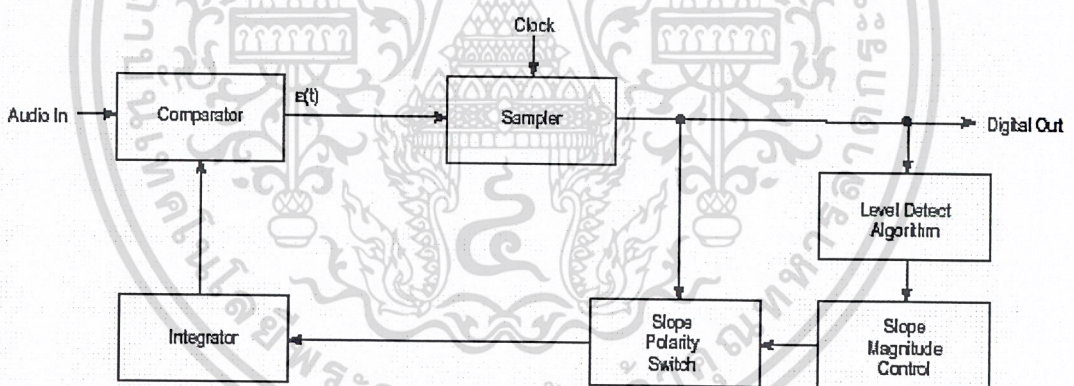 Clock
Audio In
Comparator
ε(t)
Sampler
Digital Out
Level Detect
Algorithm
Integrator
Slope
Polarity
Switch
Slope
Magnitude
Control